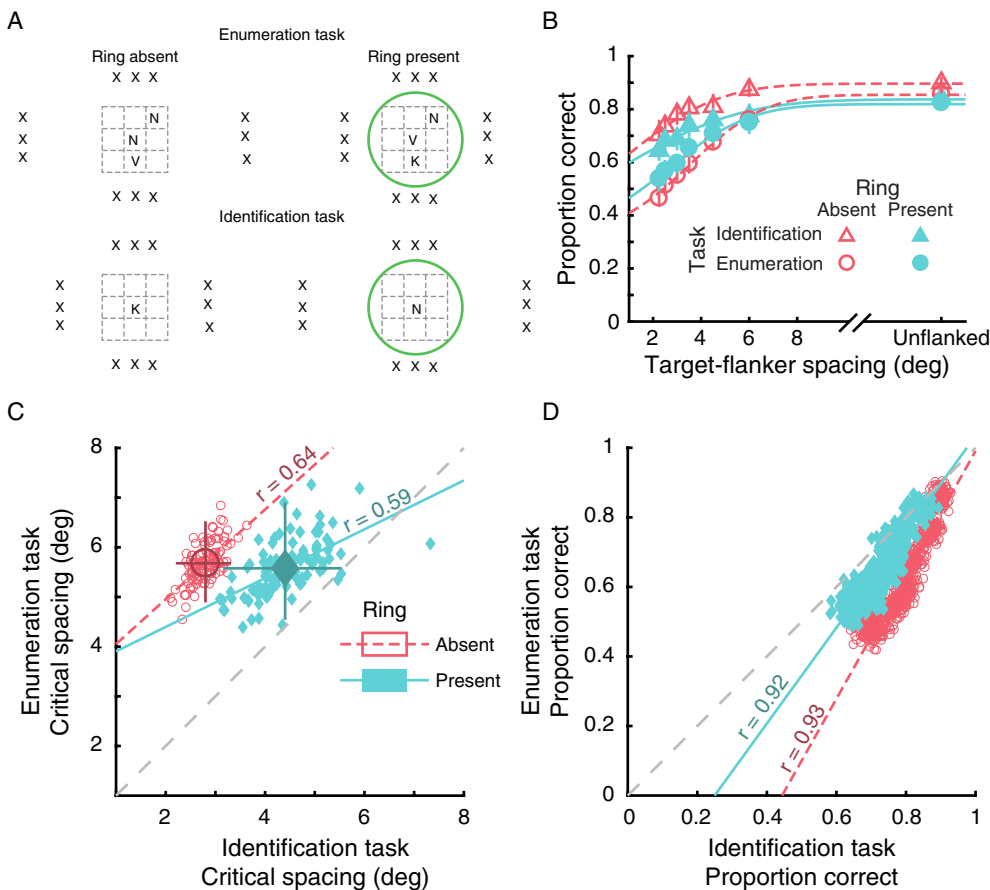 A
Enumeration task
Ring absent
Ring present
X X X
X X X
X
X
X
N
N
V
X
X
X
X
X
X
N
V
K
X
X
X
X X X
X X X
Identification task
X X X
X X X
X
X
X
K
X
X
X
X
X
X
N
X
X
X
X X X
X X X
B
Proportion correct
1
0.8
0.6
0.4
0.2
0
2
4
6
8
Unflanked
Target-flanker spacing (deg)
Ring
Absent Present
Task
Identification
Enumeration
C
Enumeration task
Critical spacing (deg)
8
6
4
2
2
4
6
8
Identification task
Critical spacing (deg)
r = 0.64
r = 0.59
Ring
Absent
Present
D
Enumeration task
Proportion correct
1
0.8
0.6
0.4
0.2
0
0
0.2
0.4
0.6
0.8
1
Identification task
Proportion correct
r = 0.92
r = 0.93